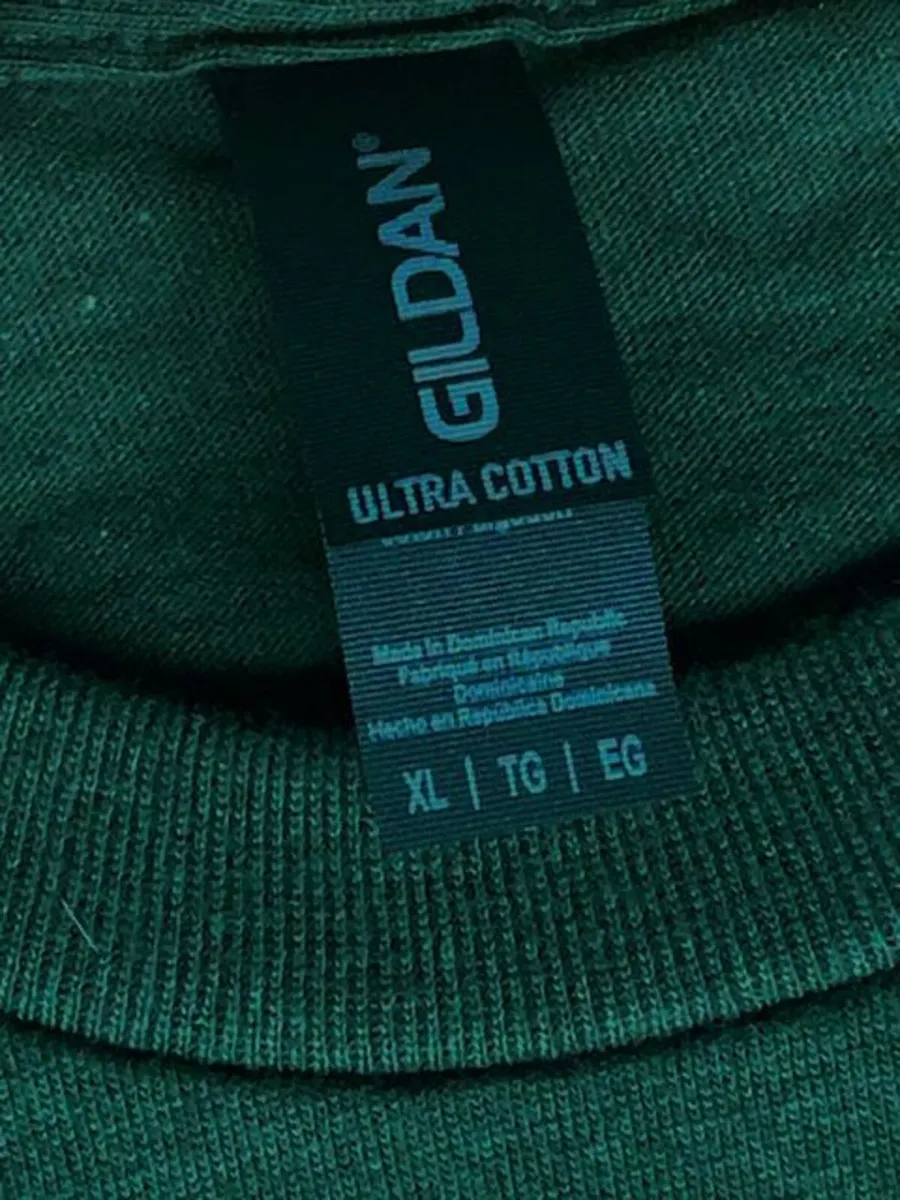 GILDAN®
ULTRA COTTON
Made in Dominican Republic
Fabriqué en République
Dominicaine
Hecho en República Dominicana
XL | TG | EG